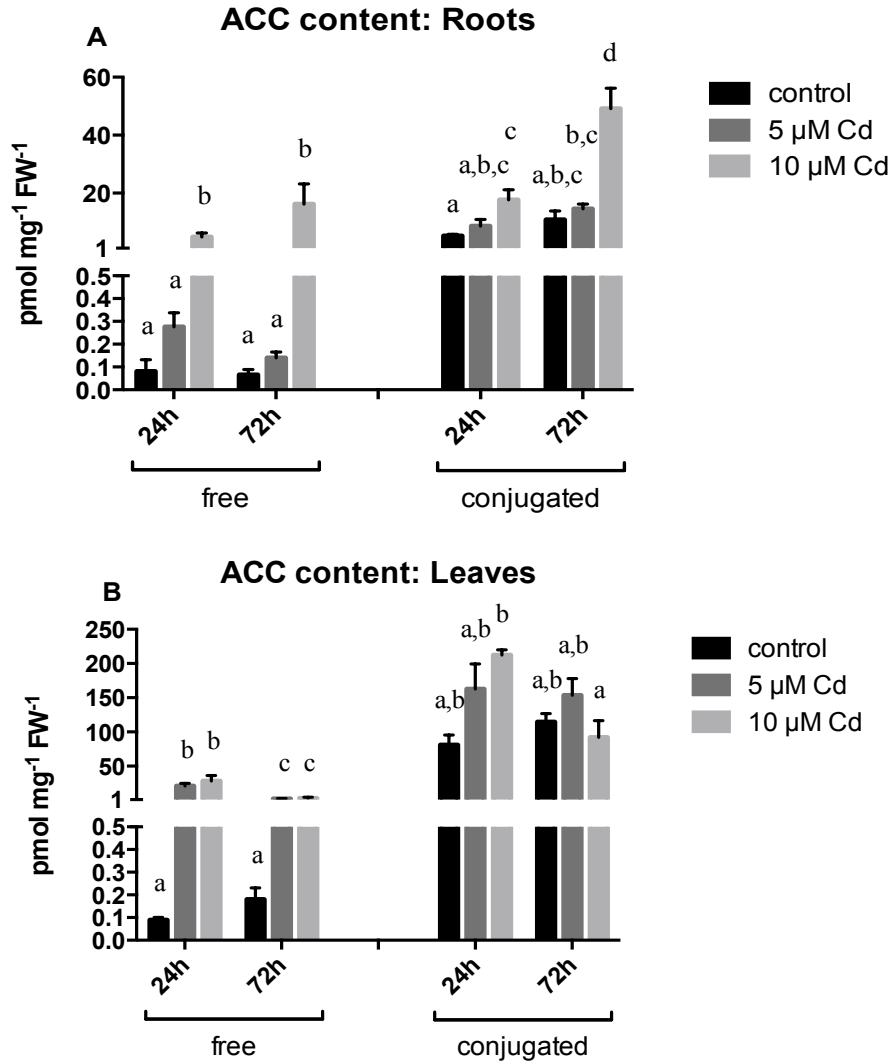 A
ACC content: Roots
pmol mg⁻¹ FW⁻¹
60
40
20
1
0.5
0.4
0.3
0.2
0.1
0.0
a
a
b
a
a
b
a
a,b,c
c
a,b,c
b,c
d
control
5 µM Cd
10 µM Cd
24h
72h
24h
72h
free
conjugated
B
ACC content: Leaves
pmol mg⁻¹ FW⁻¹
250
200
150
100
50
1
0.5
0.4
0.3
0.2
0.1
0.0
a
b
b
a
c
c
a,b
a,b
b
a,b
a,b
a
control
5 µM Cd
10 µM Cd
24h
72h
24h
72h
free
conjugated